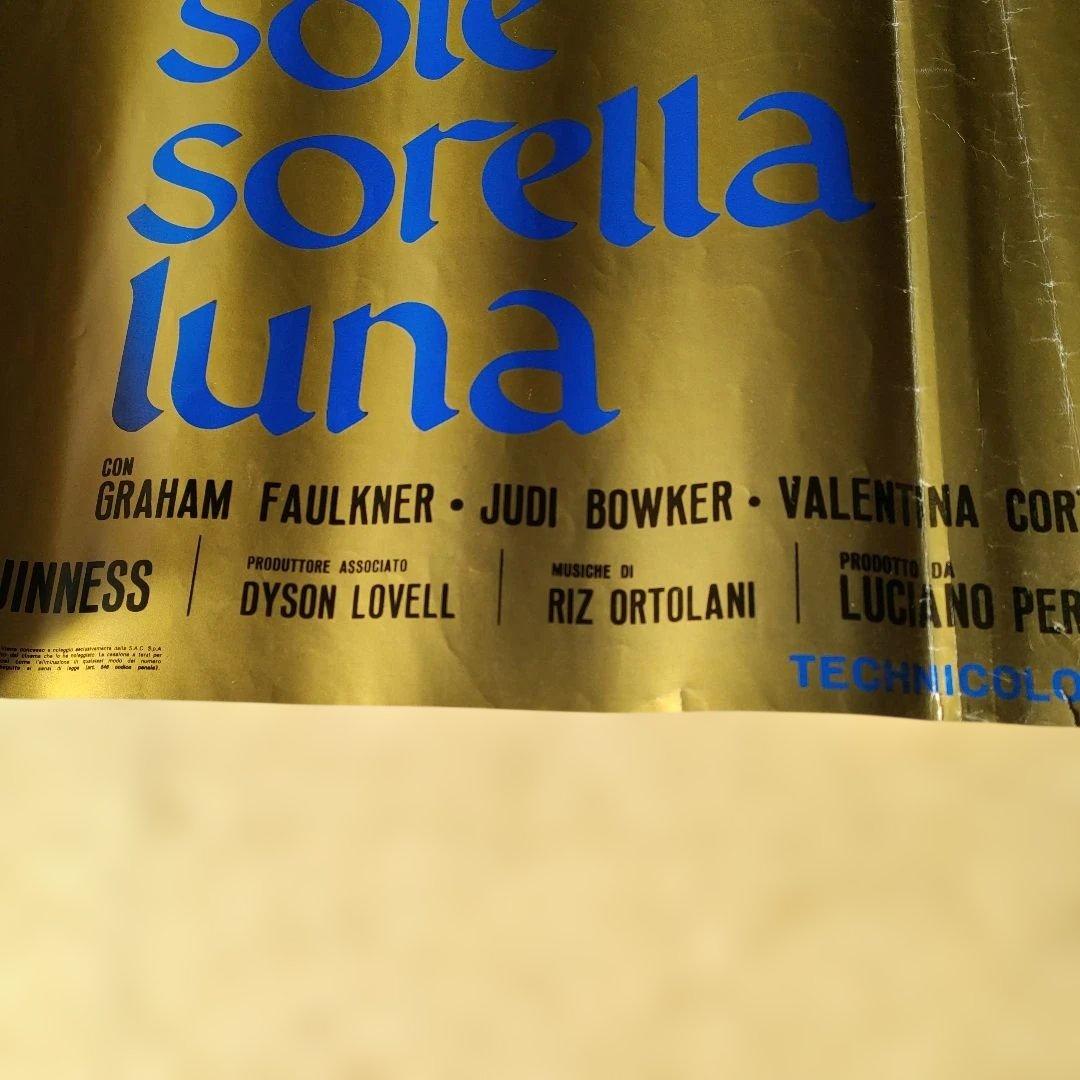 sole
sorella
luna
CON
GRAHAM FAULKNER • JUDI BOWKER • VALENTINA COR
UINNESS
PRODUTTORE ASSOCIATO
DYSON LOVELL
MUSICHE DI
RIZ ORTOLANI
PRODOTTO DA
LUCIANO PER
TECHNICOLO